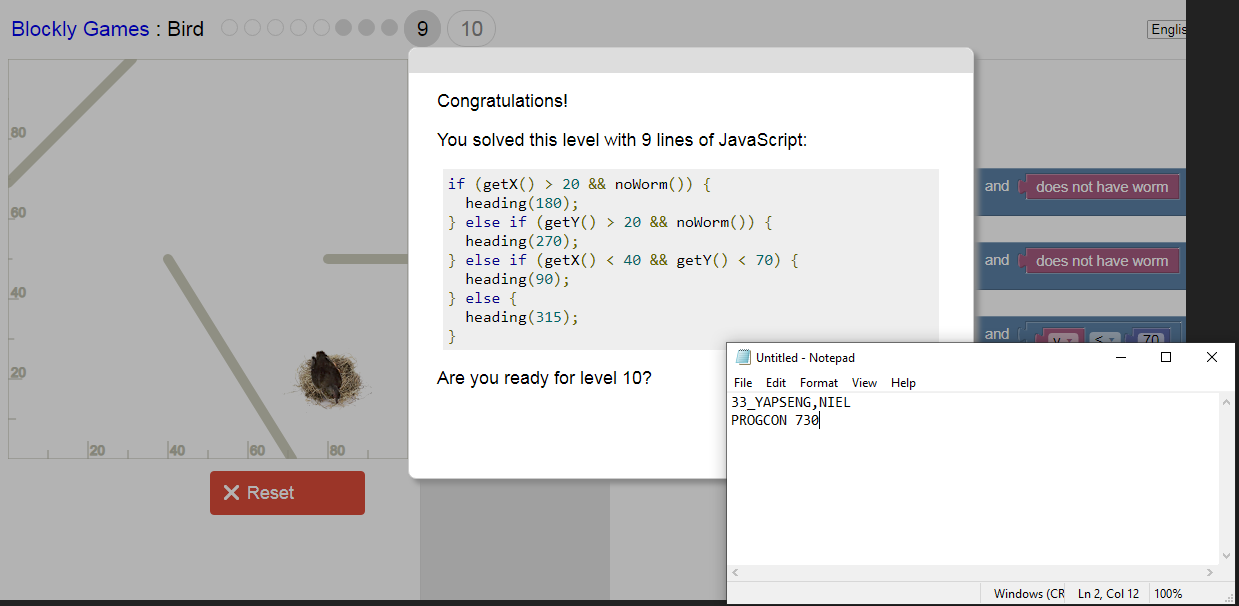 Blockly Games : Bird 9 10
Englis
80
60
40
20
20 40 60 80
Reset
Congratulations!
You solved this level with 9 lines of JavaScript:
if (getX() > 20 && noWorm()) {
  heading(180);
} else if (getY() > 20 && noWorm()) {
  heading(270);
} else if (getX() < 40 && getY() < 70) {
  heading(90);
} else {
  heading(315);
}
Are you ready for level 10?
and does not have worm
and does not have worm
and y < 70
Untitled - Notepad
File Edit Format View Help
33_YAPSENG,NIEL
PROGCON 730
Windows (CR Ln 2, Col 12 100%